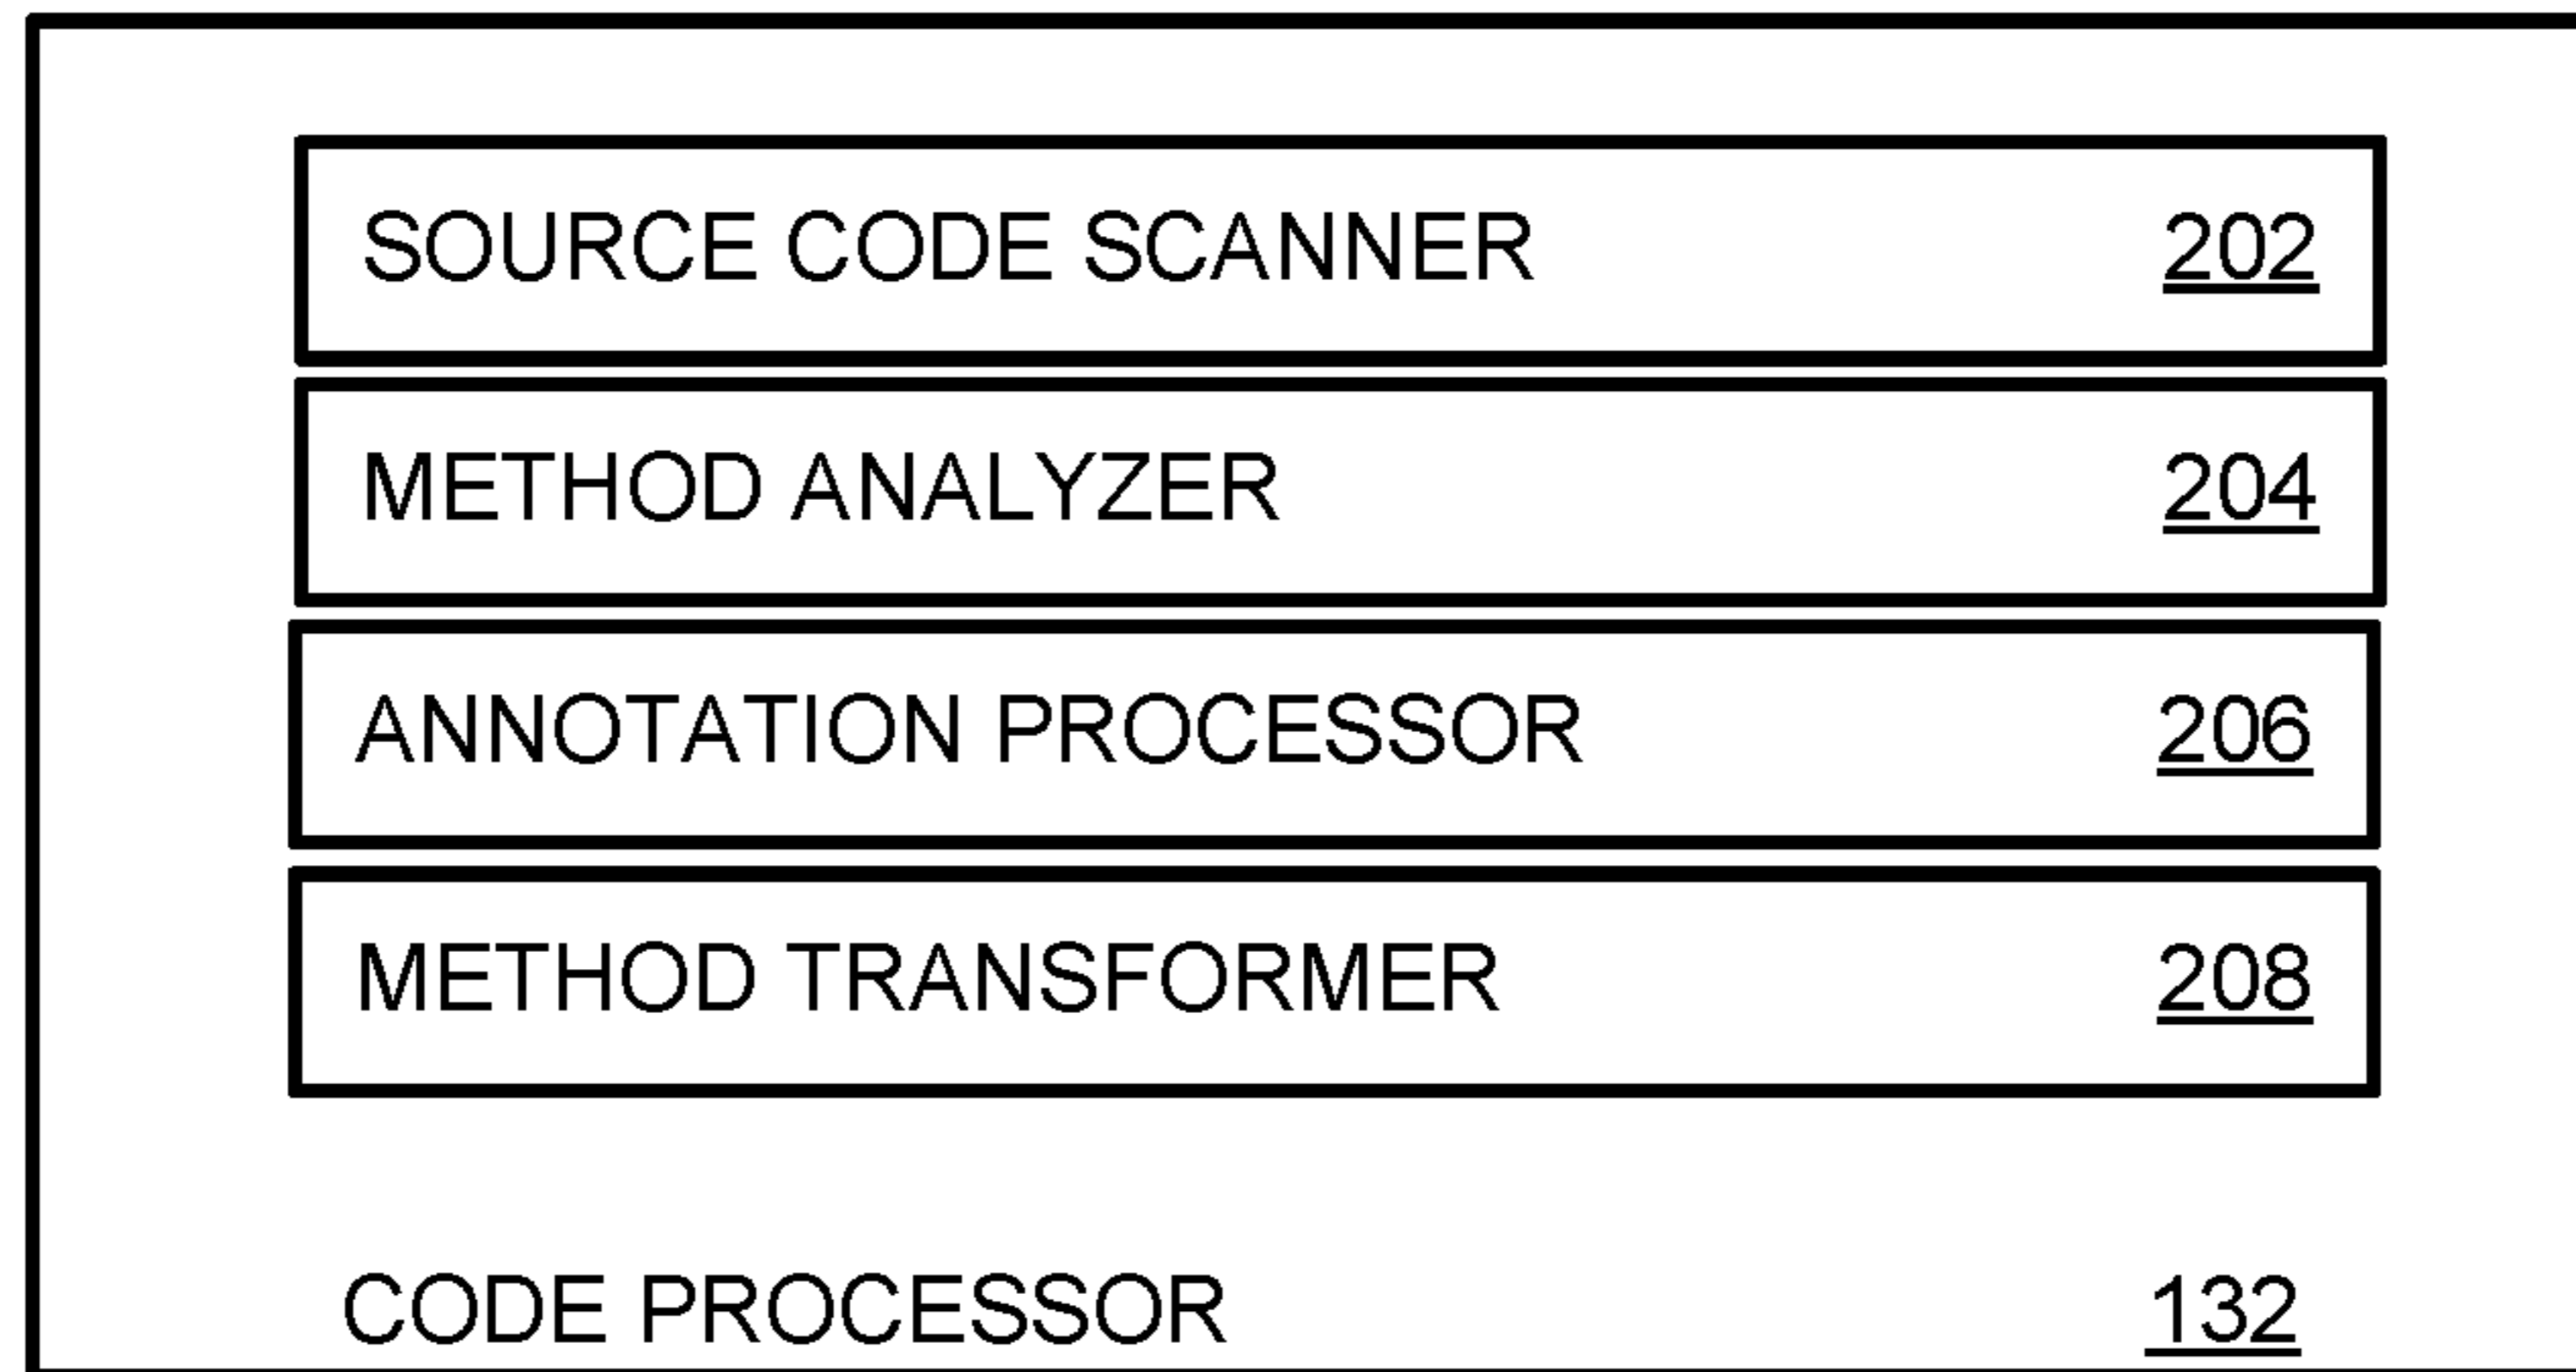 SOURCE CODE SCANNER 202
METHOD ANALYZER 204
ANNOTATION PROCESSOR 206
METHOD TRANSFORMER 208
CODE PROCESSOR 132